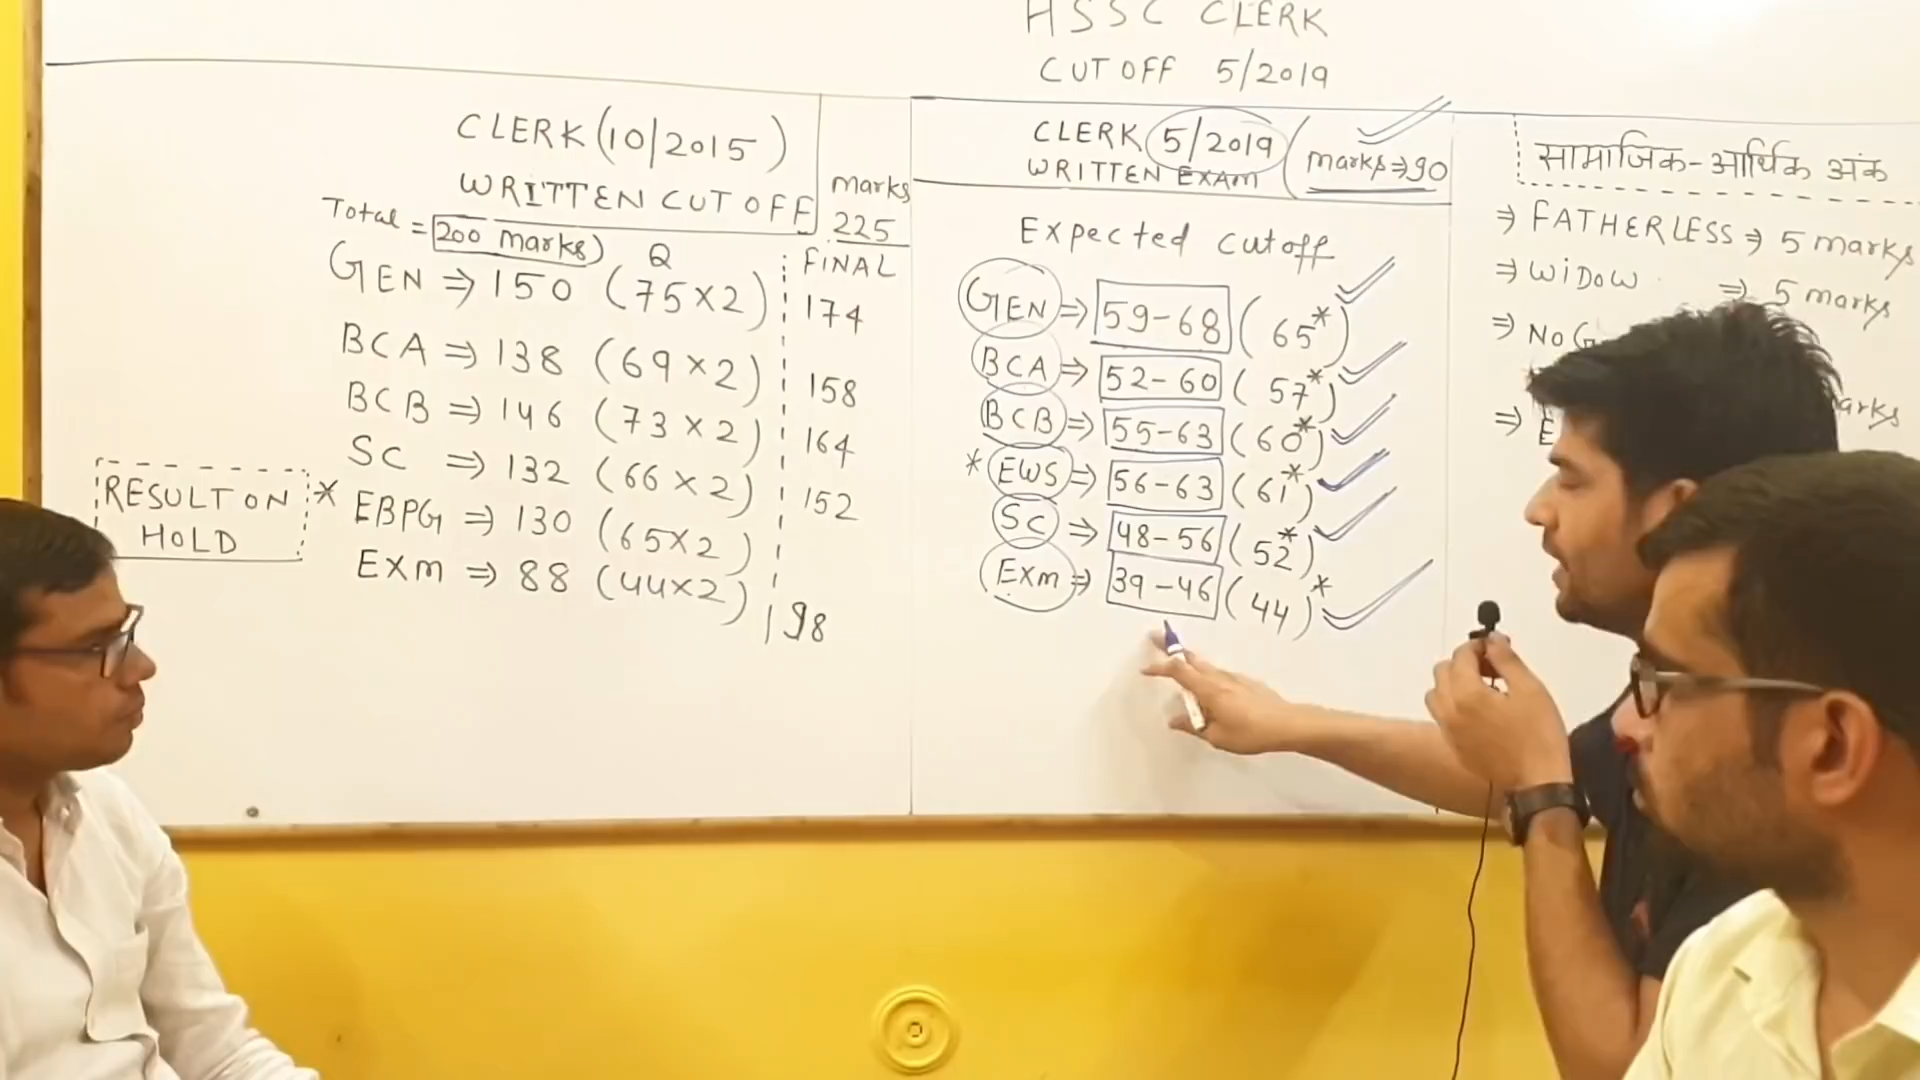 HSSC CLERK
CUT OFF 5/2019
CLERK (10/2015)
WRITTEN CUT OFF
marks
225
Total = 200 marks) Q
FINAL
GEN ⇒ 150 (75×2) 174
BCA ⇒ 138 (69×2) 158
BCB ⇒ 146 (73×2) 164
SC ⇒ 132 (66×2) 152
RESULT ON
HOLD
* EBPG ⇒ 130 (65×2)
EXM ⇒ 88 (44×2) 98
CLERK 5/2019
WRITTEN EXAM
marks⇒90
Expected cutoff
GEN ⇒ 59-68 (65*)
BCA ⇒ 52-60 (57*)
BCB ⇒ 55-63 (60*)
* EWS ⇒ 56-63 (61*)
SC ⇒ 48-56 (52*)
EXM ⇒ 39-46 (44)*
सामाजिक-आर्थिक अंक
⇒ FATHERLESS ⇒ 5 marks
⇒ WIDOW ⇒ 5 marks
⇒ NO